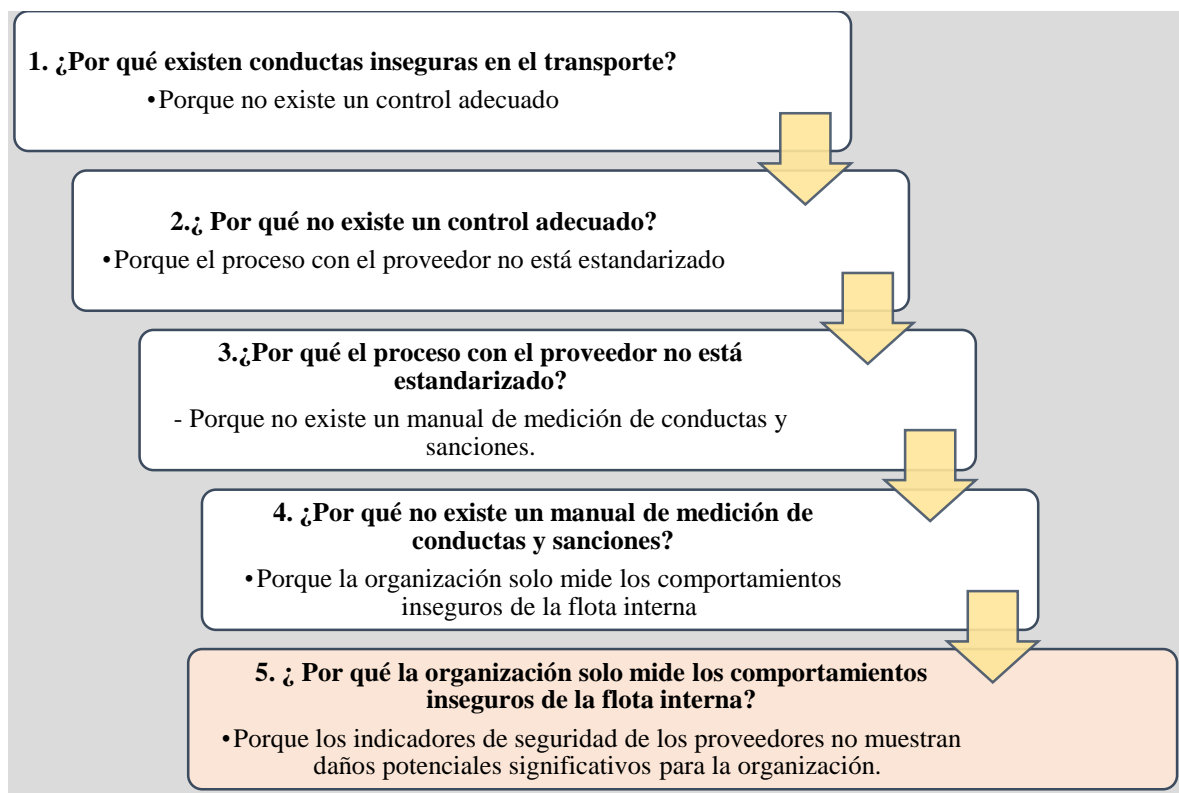 1. ¿Por qué existen conductas inseguras en el transporte?
•Porque no existe un control adecuado
2.¿ Por qué no existe un control adecuado?
•Porque el proceso con el proveedor no está estandarizado
3.¿Por qué el proceso con el proveedor no está
estandarizado?
- Porque no existe un manual de medición de conductas y
sanciones.
4. ¿Por qué no existe un manual de medición de
conductas y sanciones?
•Porque la organización solo mide los comportamientos
inseguros de la flota interna
5. ¿ Por qué la organización solo mide los comportamientos
inseguros de la flota interna?
•Porque los indicadores de seguridad de los proveedores no muestran
daños potenciales significativos para la organización.